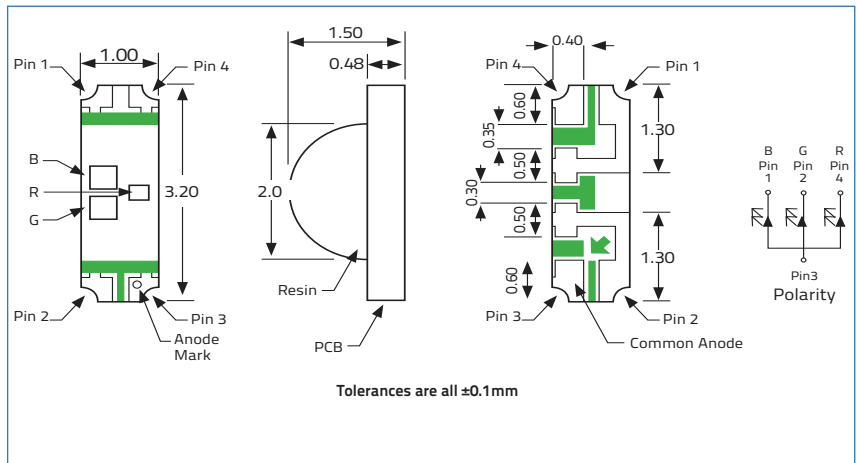 1.00
Pin 1
Pin 4
B
R
G
3.20
Pin 2
Pin 3
Anode
Mark
1.50
0.48
2.0
Resin
PCB
0.40
Pin 4
Pin 1
0.60
0.35
0.50
0.30
0.50
0.60
1.30
1.30
Pin 3
Pin 2
Common Anode
B G R
Pin Pin Pin
1 2 4
Pin3
Polarity
Tolerances are all ±0.1mm